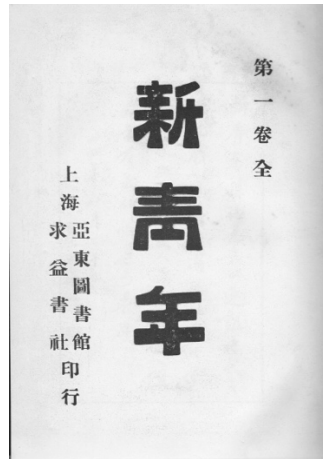 第一卷全
新青年
上海
亞東圖書館
求益書社
印行